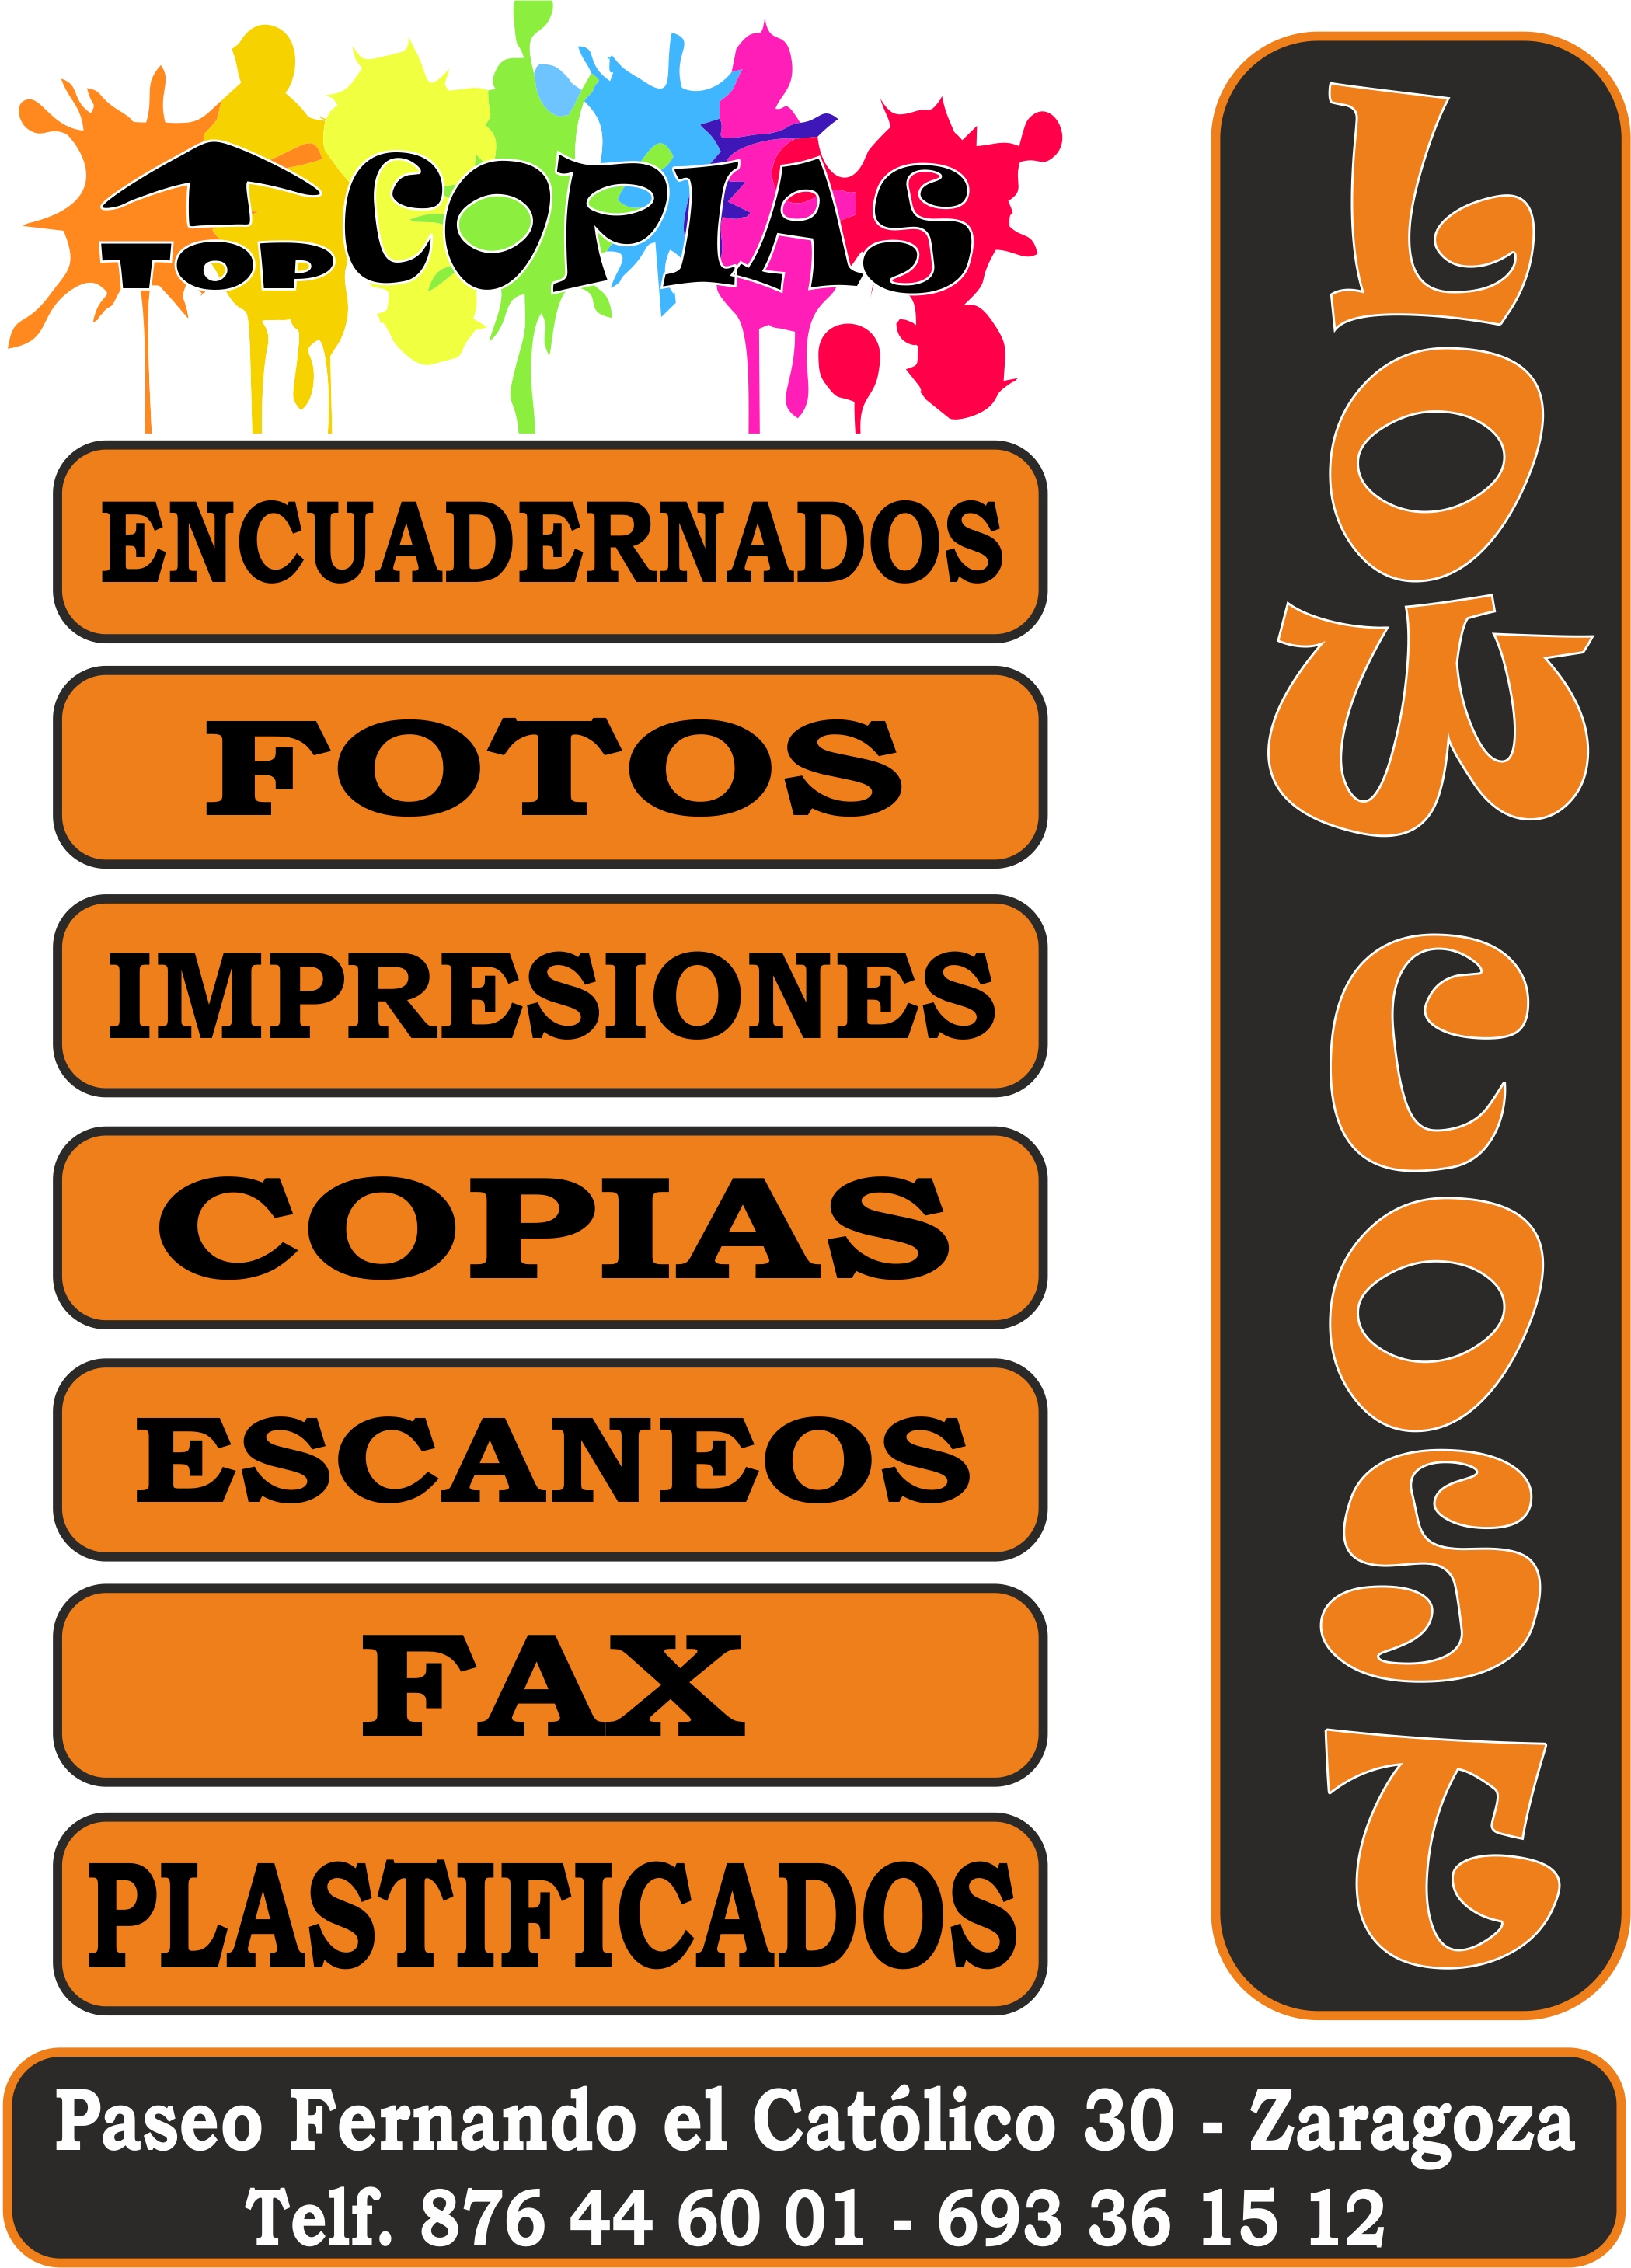 TOP COPIAS
ENCUADERNADOS
FOTOS
IMPRESIONES
COPIAS
ESCANEOS
FAX
PLASTIFICADOS
LOW COST
Paseo Fernando el Católico 30 - Zaragoza
Telf. 876 44 60 01 - 693 36 15 12